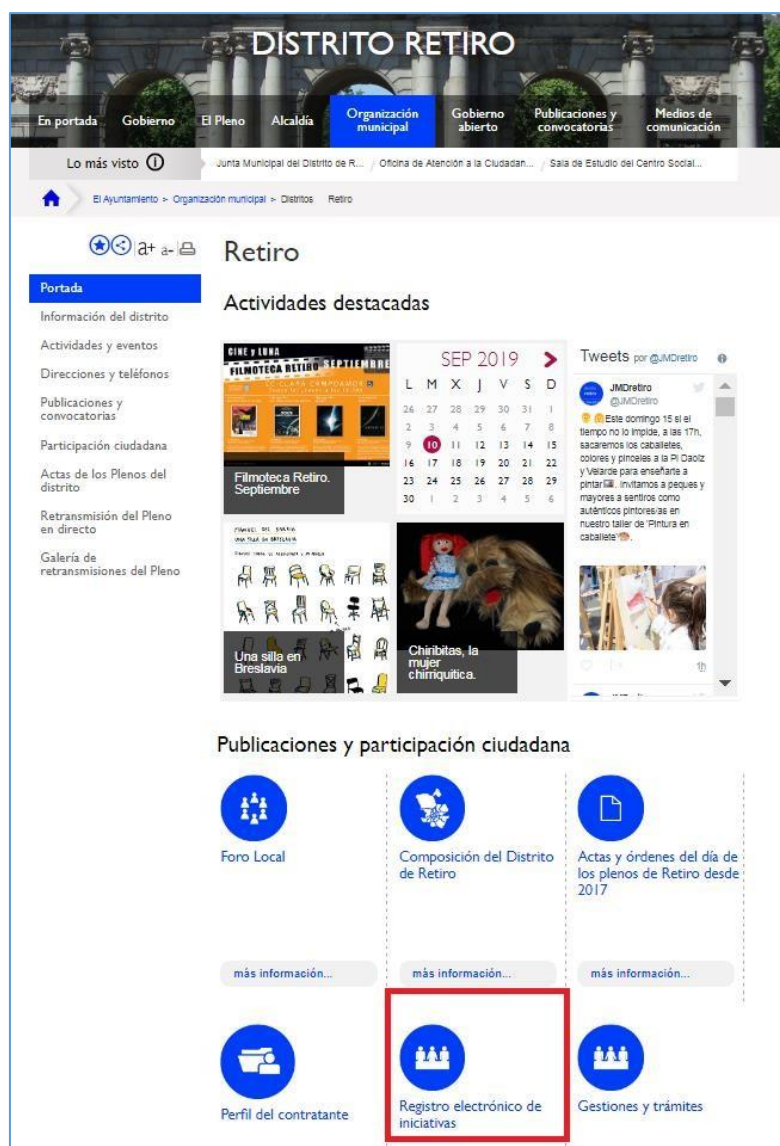 DISTRITO RETIRO
En portada
Gobierno
El Pleno
Alcaldía
Organización
municipal
Gobierno
abierto
Publicaciones y
convocatorias
Medios de
comunicación
Lo más visto
Junta Municipal del Distrito de R... / Oficina de Atención a la Ciudadan... / Sala de Estudio del Centro Social...
El Ayuntamiento > Organización municipal > Distritos Retiro
a+ a-
Retiro
Portada
Información del distrito
Actividades y eventos
Direcciones y teléfonos
Publicaciones y
convocatorias
Participación ciudadana
Actas de los Plenos del
distrito
Retransmisión del Pleno
en directo
Galería de
retransmisiones del Pleno
Actividades destacadas
CINE y LUNA
FILMOTECA RETIRO SEPTIEMBRE
CC CLARA CAMPOAMOR
Filmoteca Retiro.
Septiembre
SEP 2019
L M X J V S D
26 27 28 29 30 31 1
2 3 4 5 6 7 8
9 10 11 12 13 14 15
16 17 18 19 20 21 22
23 24 25 26 27 28 29
30 1 2 3 4 5 6
Una silla en
Breslavia
Chiribitas, la
mujer
chirriquitica.
Tweets por @JMDretiro
JMDretiro
@JMDretiro
Este domingo 15 si el
tiempo no lo impide, a las 17h,
sacaremos los caballetes,
colores y pinceles a la Pl Daoiz
y Velarde para enseñarte a
pintar. Invitamos a peques y
mayores a sentiros como
auténticos pintores/as en
nuestro taller de 'Pintura en
caballete'.
Publicaciones y participación ciudadana
Foro Local
más información...
Composición del Distrito
de Retiro
más información...
Actas y órdenes del día de
los plenos de Retiro desde
2017
más información...
Perfil del contratante
Registro electrónico de
iniciativas
Gestiones y trámites